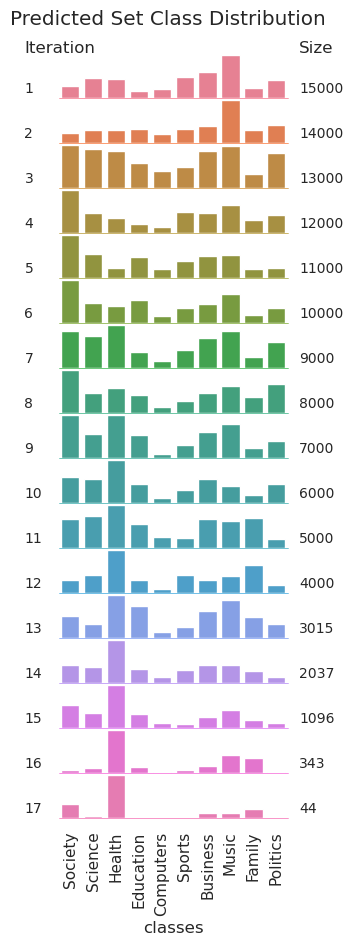 Predicted Set Class Distribution
Iteration Size
1 15000
2 14000
3 13000
4 12000
5 11000
6 10000
7 9000
8 8000
9 7000
10 6000
11 5000
12 4000
13 3015
14 2037
15 1096
16 343
17 44
Society
Science
Health
Education
Computers
Sports
Business
Music
Family
Politics
classes